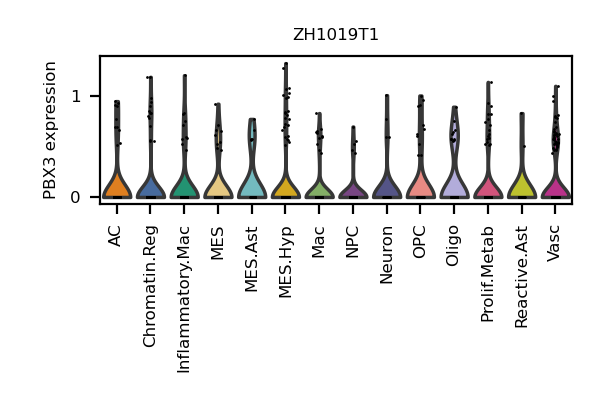 ZH1019T1
PBX3 expression
1
0
AC
Chromatin.Reg
Inflammatory.Mac
MES
MES.Ast
MES.Hyp
Mac
NPC
Neuron
OPC
Oligo
Prolif.Metab
Reactive.Ast
Vasc